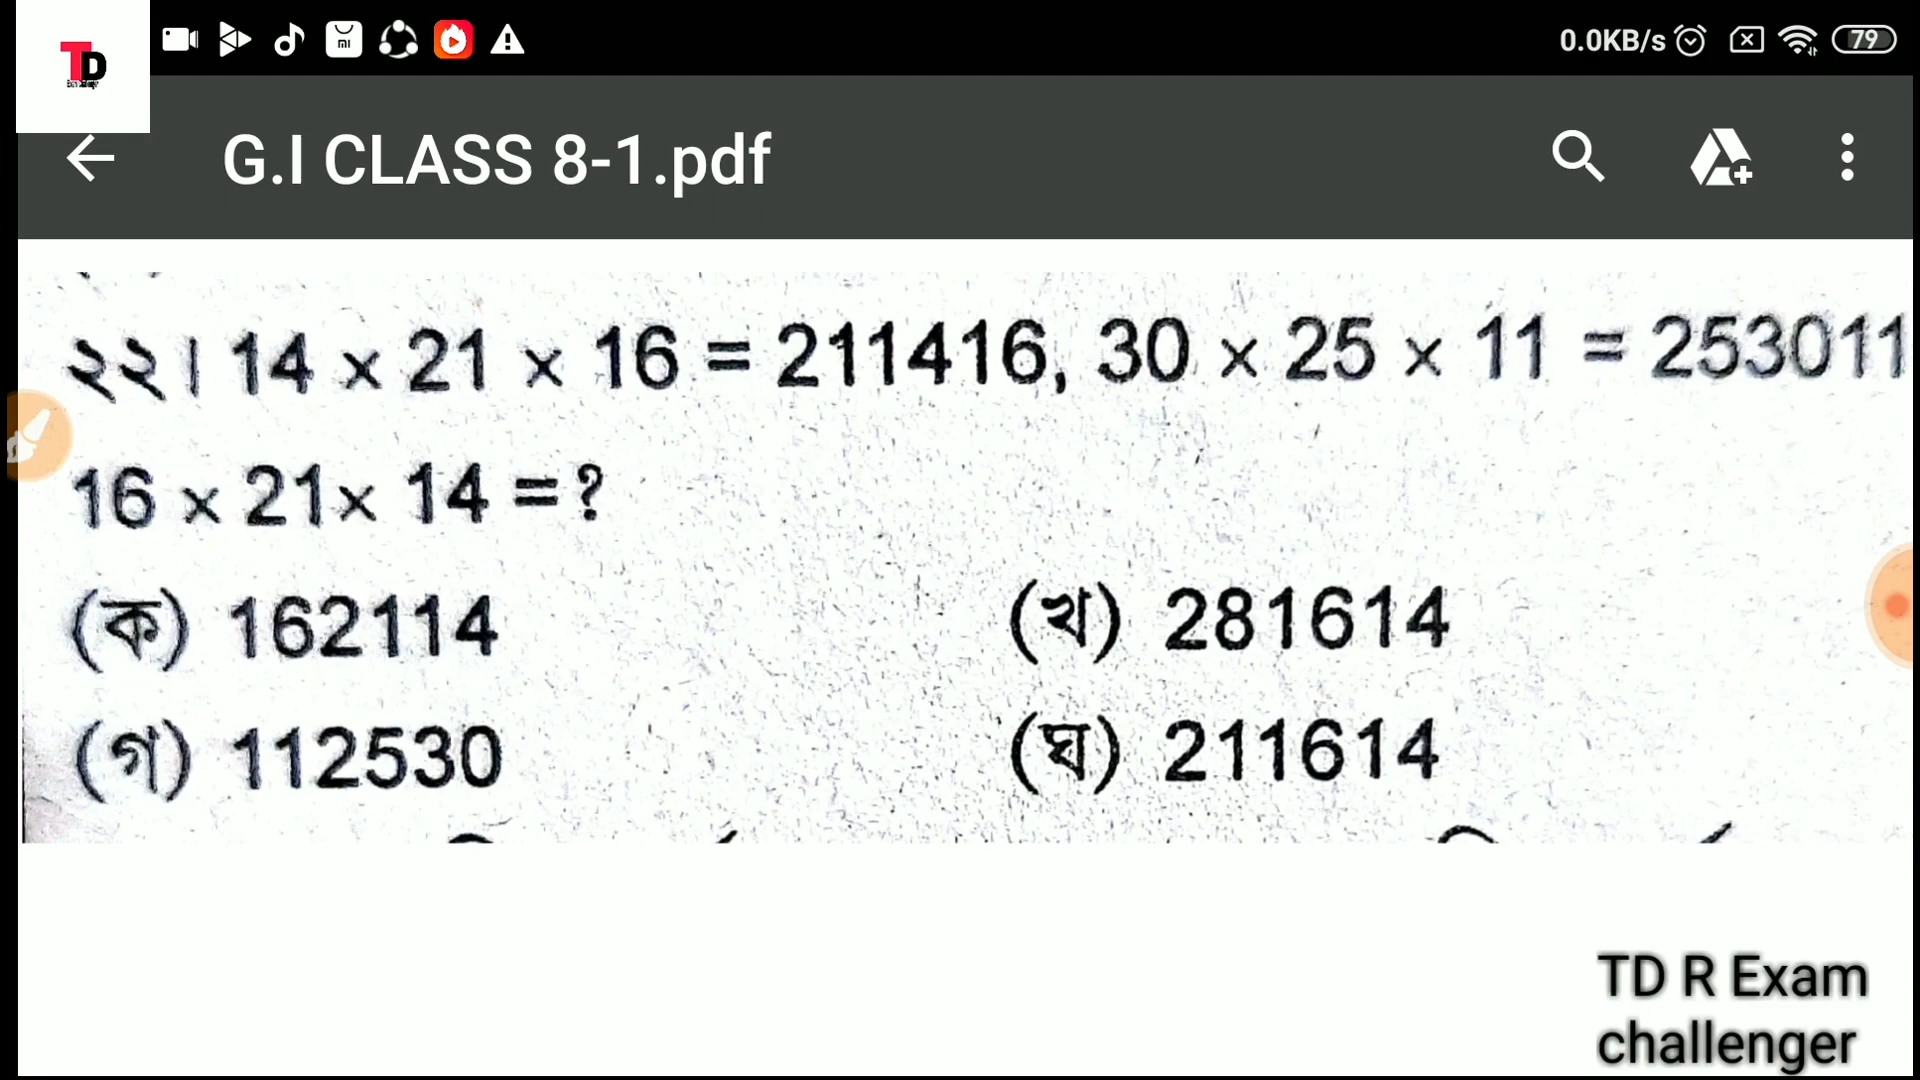 TD
0.0KB/s 79
G.I CLASS 8-1.pdf
২২। 14 × 21 × 16 = 211416, 30 × 25 × 11 = 253011
16 × 21× 14 = ?
(ক) 162114 (খ) 281614
(গ) 112530 (ঘ) 211614
TD R Exam
challenger